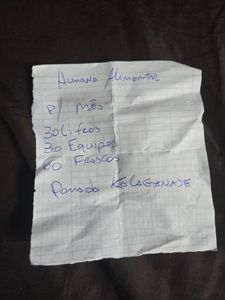 Humano Alimentar
P/ mês
30 Litros
30 Equipos
60 Frascos
Pomada KOLAGENASE